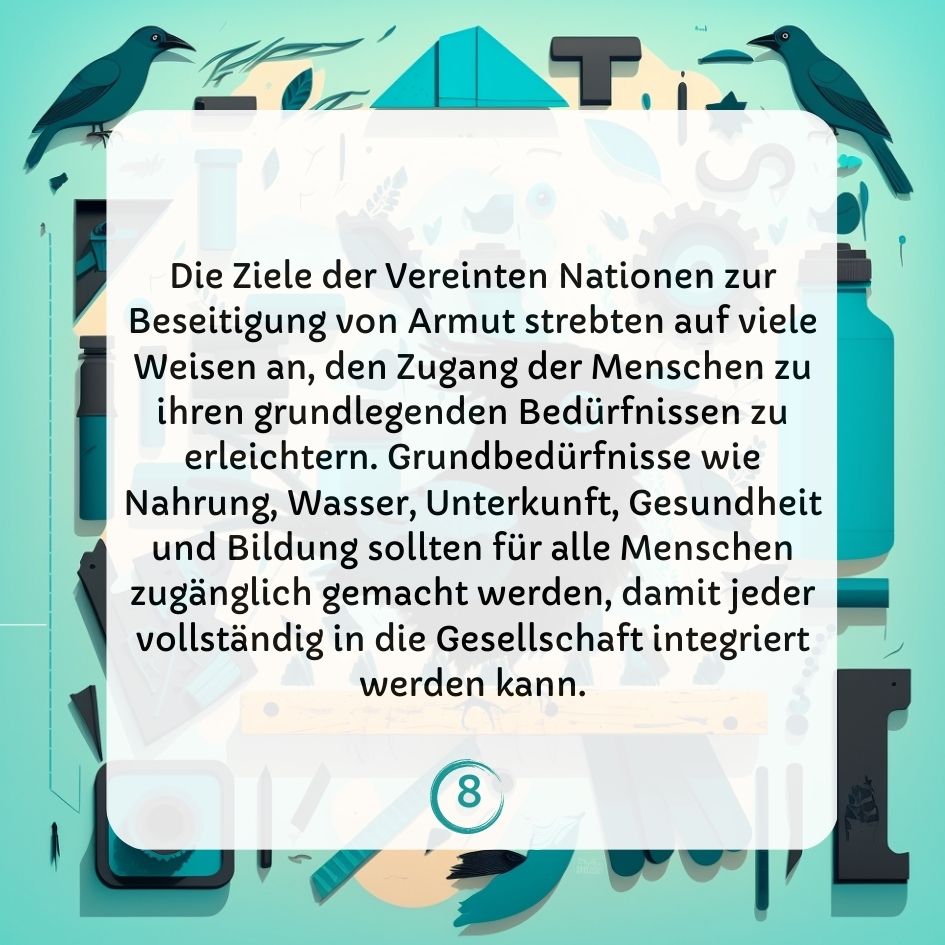 Die Ziele der Vereinten Nationen zur
Beseitigung von Armut strebten auf viele
Weisen an, den Zugang der Menschen zu
ihren grundlegenden Bedürfnissen zu
erleichtern. Grundbedürfnisse wie
Nahrung, Wasser, Unterkunft, Gesundheit
und Bildung sollten für alle Menschen
zugänglich gemacht werden, damit jeder
vollständig in die Gesellschaft integriert
werden kann.
8